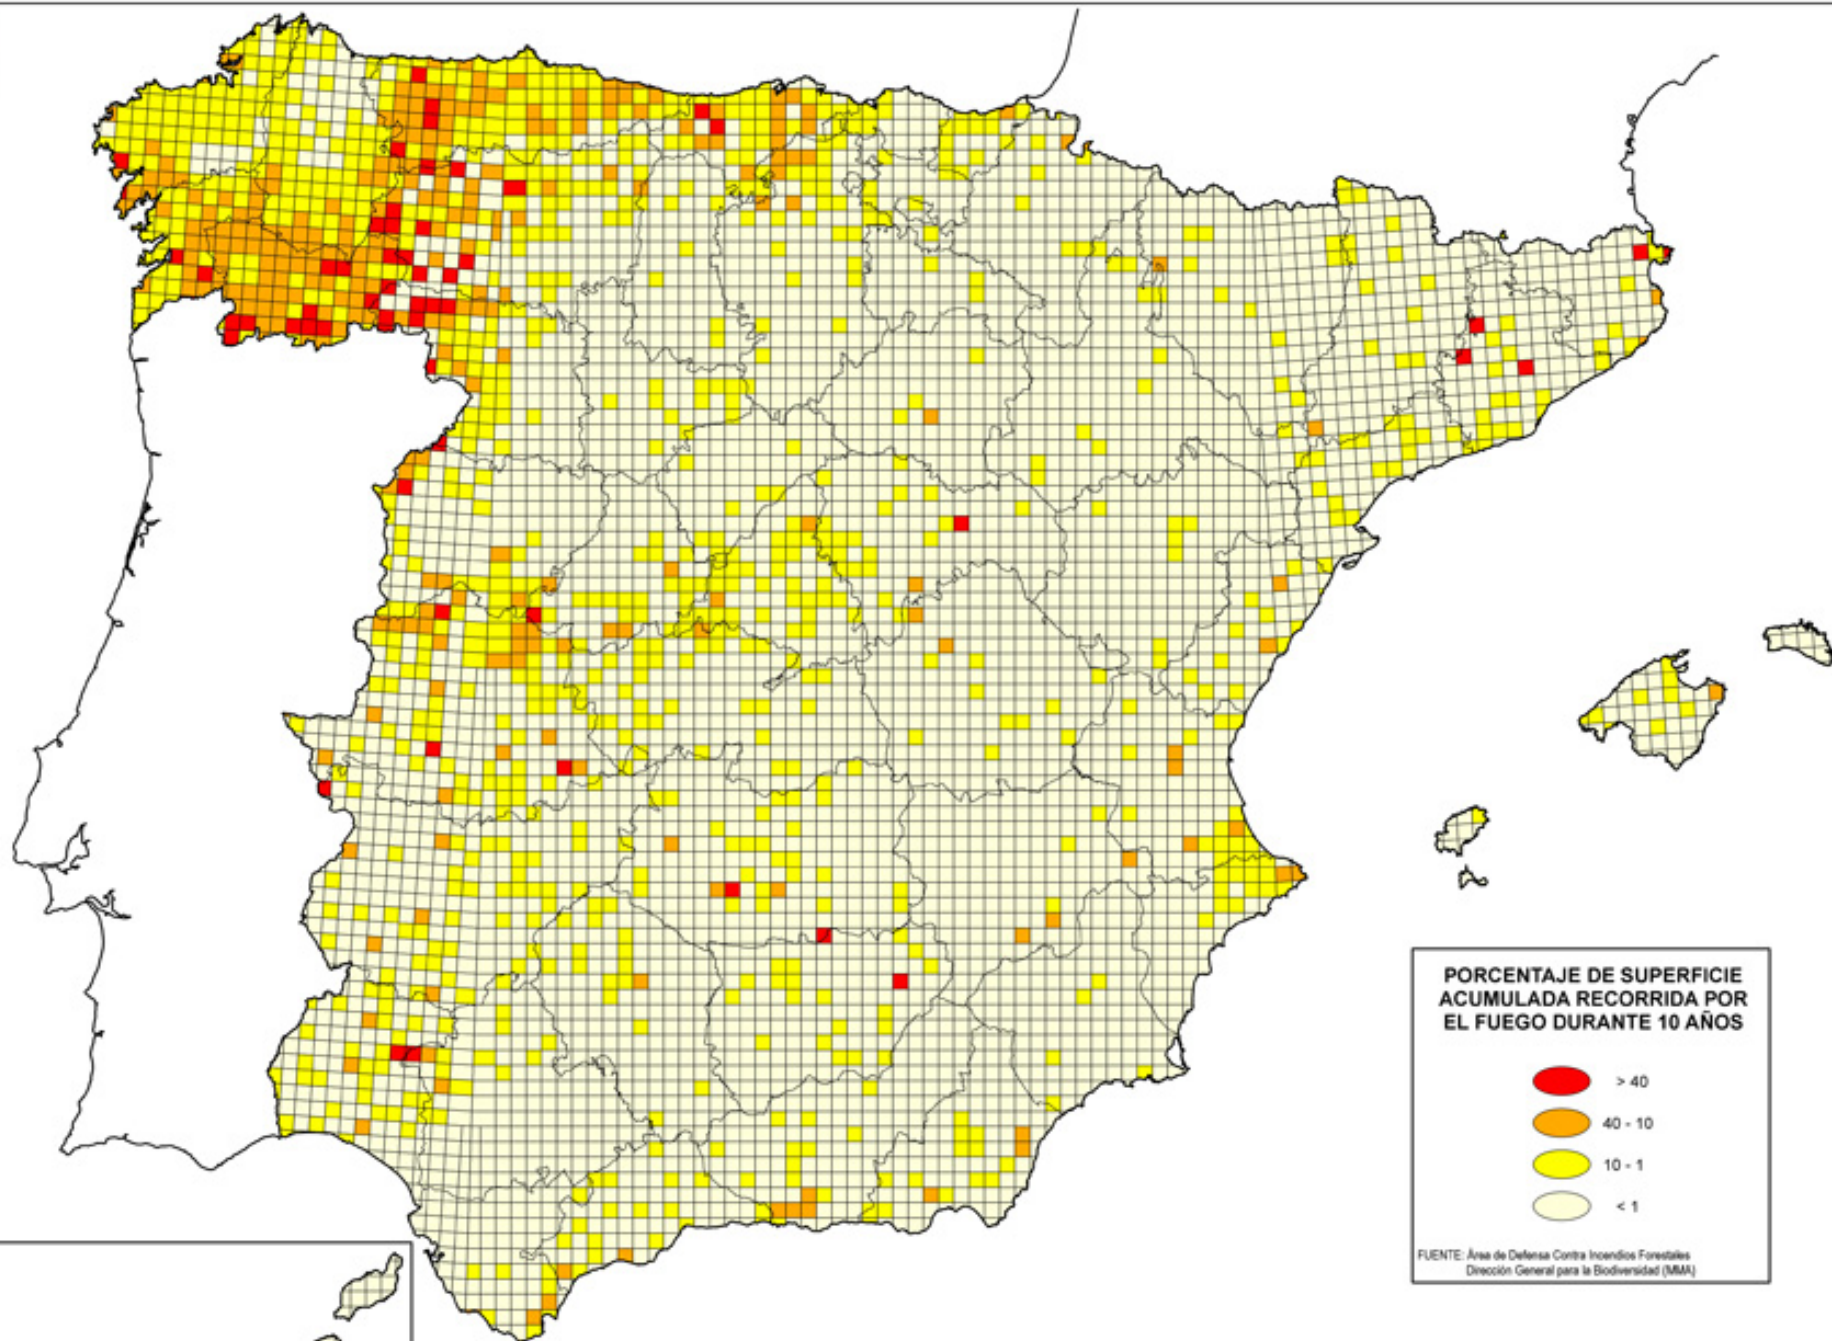 PORCENTAJE DE SUPERFICIE
ACUMULADA RECORRIDA POR
EL FUEGO DURANTE 10 AÑOS
> 40
40 - 10
10 - 1
< 1
FUENTE: Área de Defensa Contra Incendios Forestales
Dirección General para la Biodiversidad (MMA)